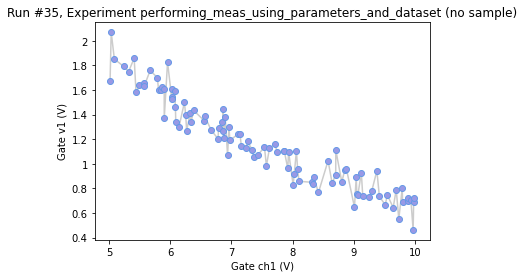 Run #35, Experiment performing_meas_using_parameters_and_dataset (no sample)
2
1.8
1.6
1.4
1.2
1
0.8
0.6
0.4
Gate v1 (V)
5 6 7 8 9 10
Gate ch1 (V)